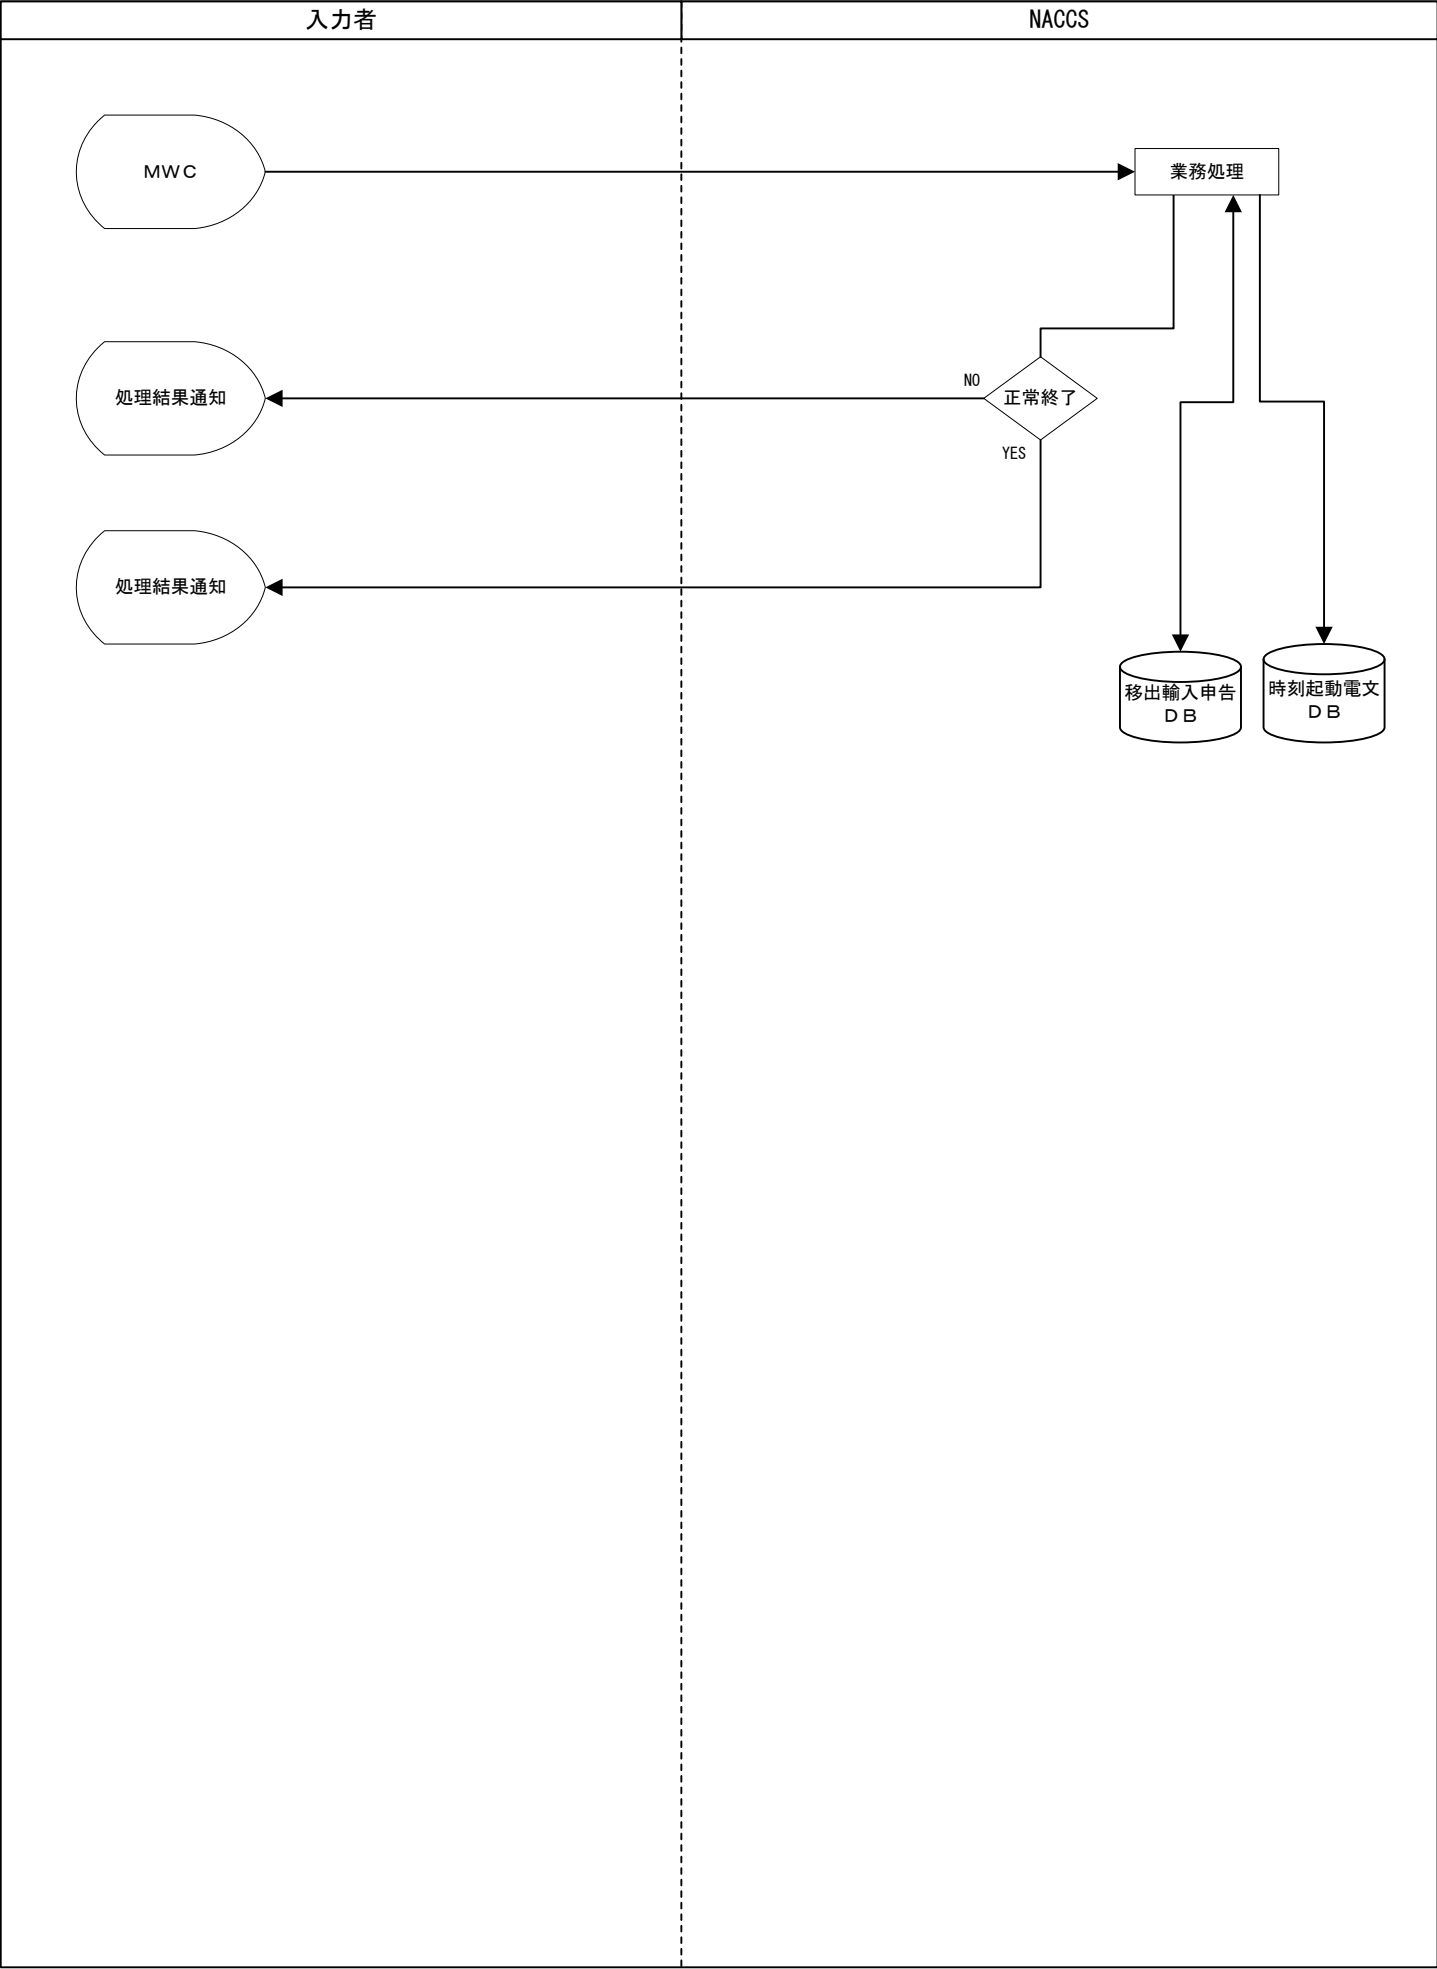 入力者
NACCS
ＭＷＣ
業務処理
NO
処理結果通知
正常終了
YES
処理結果通知
移出輸入申告
ＤＢ
時刻起動電文
ＤＢ